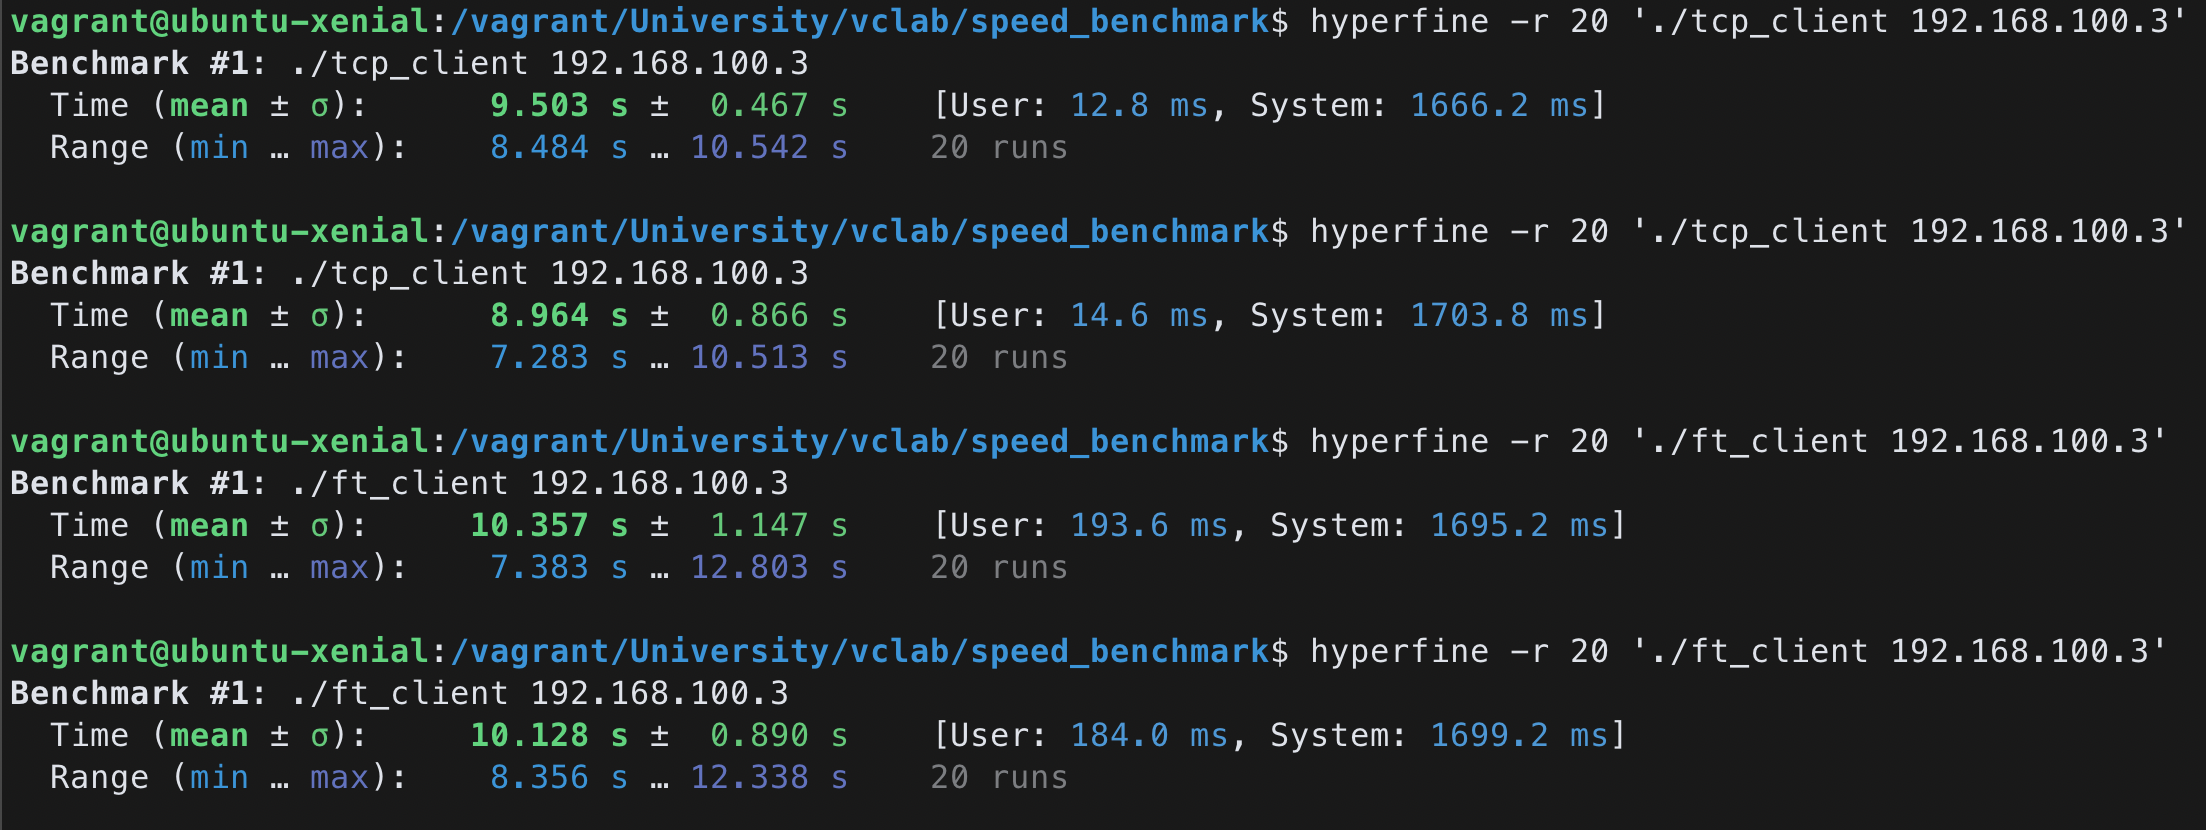 vagrant@ubuntu-xenial:/vagrant/University/vclab/speed_benchmark$ hyperfine -r 20 './tcp_client 192.168.100.3'
Benchmark #1: ./tcp_client 192.168.100.3
  Time (mean ± σ):      9.503 s ±  0.467 s    [User: 12.8 ms, System: 1666.2 ms]
  Range (min … max):    8.484 s … 10.542 s    20 runs

vagrant@ubuntu-xenial:/vagrant/University/vclab/speed_benchmark$ hyperfine -r 20 './tcp_client 192.168.100.3'
Benchmark #1: ./tcp_client 192.168.100.3
  Time (mean ± σ):      8.964 s ±  0.866 s    [User: 14.6 ms, System: 1703.8 ms]
  Range (min … max):    7.283 s … 10.513 s    20 runs

vagrant@ubuntu-xenial:/vagrant/University/vclab/speed_benchmark$ hyperfine -r 20 './ft_client 192.168.100.3'
Benchmark #1: ./ft_client 192.168.100.3
  Time (mean ± σ):     10.357 s ±  1.147 s    [User: 193.6 ms, System: 1695.2 ms]
  Range (min … max):    7.383 s … 12.803 s    20 runs

vagrant@ubuntu-xenial:/vagrant/University/vclab/speed_benchmark$ hyperfine -r 20 './ft_client 192.168.100.3'
Benchmark #1: ./ft_client 192.168.100.3
  Time (mean ± σ):     10.128 s ±  0.890 s    [User: 184.0 ms, System: 1699.2 ms]
  Range (min … max):    8.356 s … 12.338 s    20 runs